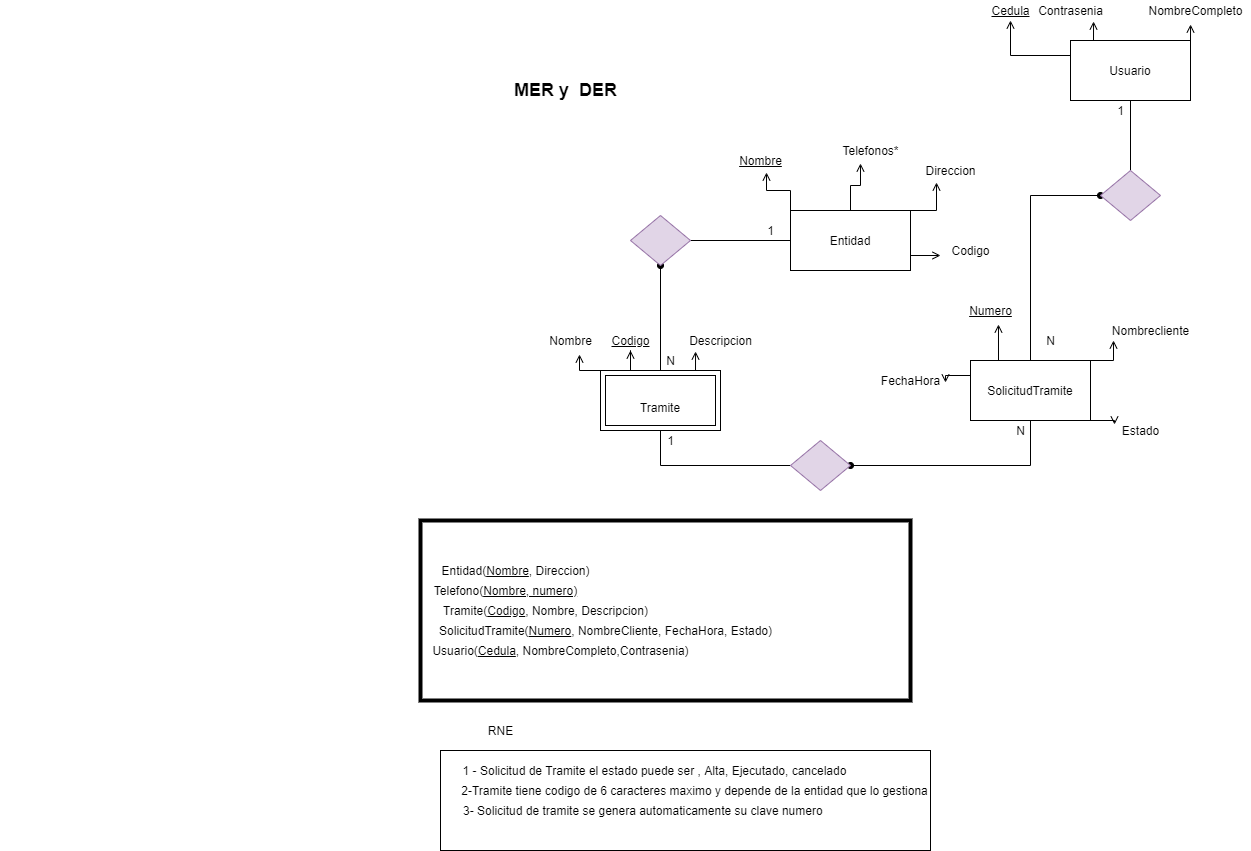 Cedula
Contrasenia
NombreCompleto
Usuario
1
MER y DER
Nombre
Telefonos*
Direccion
1
Entidad
Codigo
Numero
Nombrecliente
N
FechaHora
SolicitudTramite
Estado
N
Nombre
Codigo
Descripcion
N
Tramite
1
Entidad(Nombre, Direccion)
Telefono(Nombre, numero)
Tramite(Codigo, Nombre, Descripcion)
SolicitudTramite(Numero, NombreCliente, FechaHora, Estado)
Usuario(Cedula, NombreCompleto,Contrasenia)
RNE
1 - Solicitud de Tramite el estado puede ser , Alta, Ejecutado, cancelado
2-Tramite tiene codigo de 6 caracteres maximo y depende de la entidad que lo gestiona
3- Solicitud de tramite se genera automaticamente su clave numero